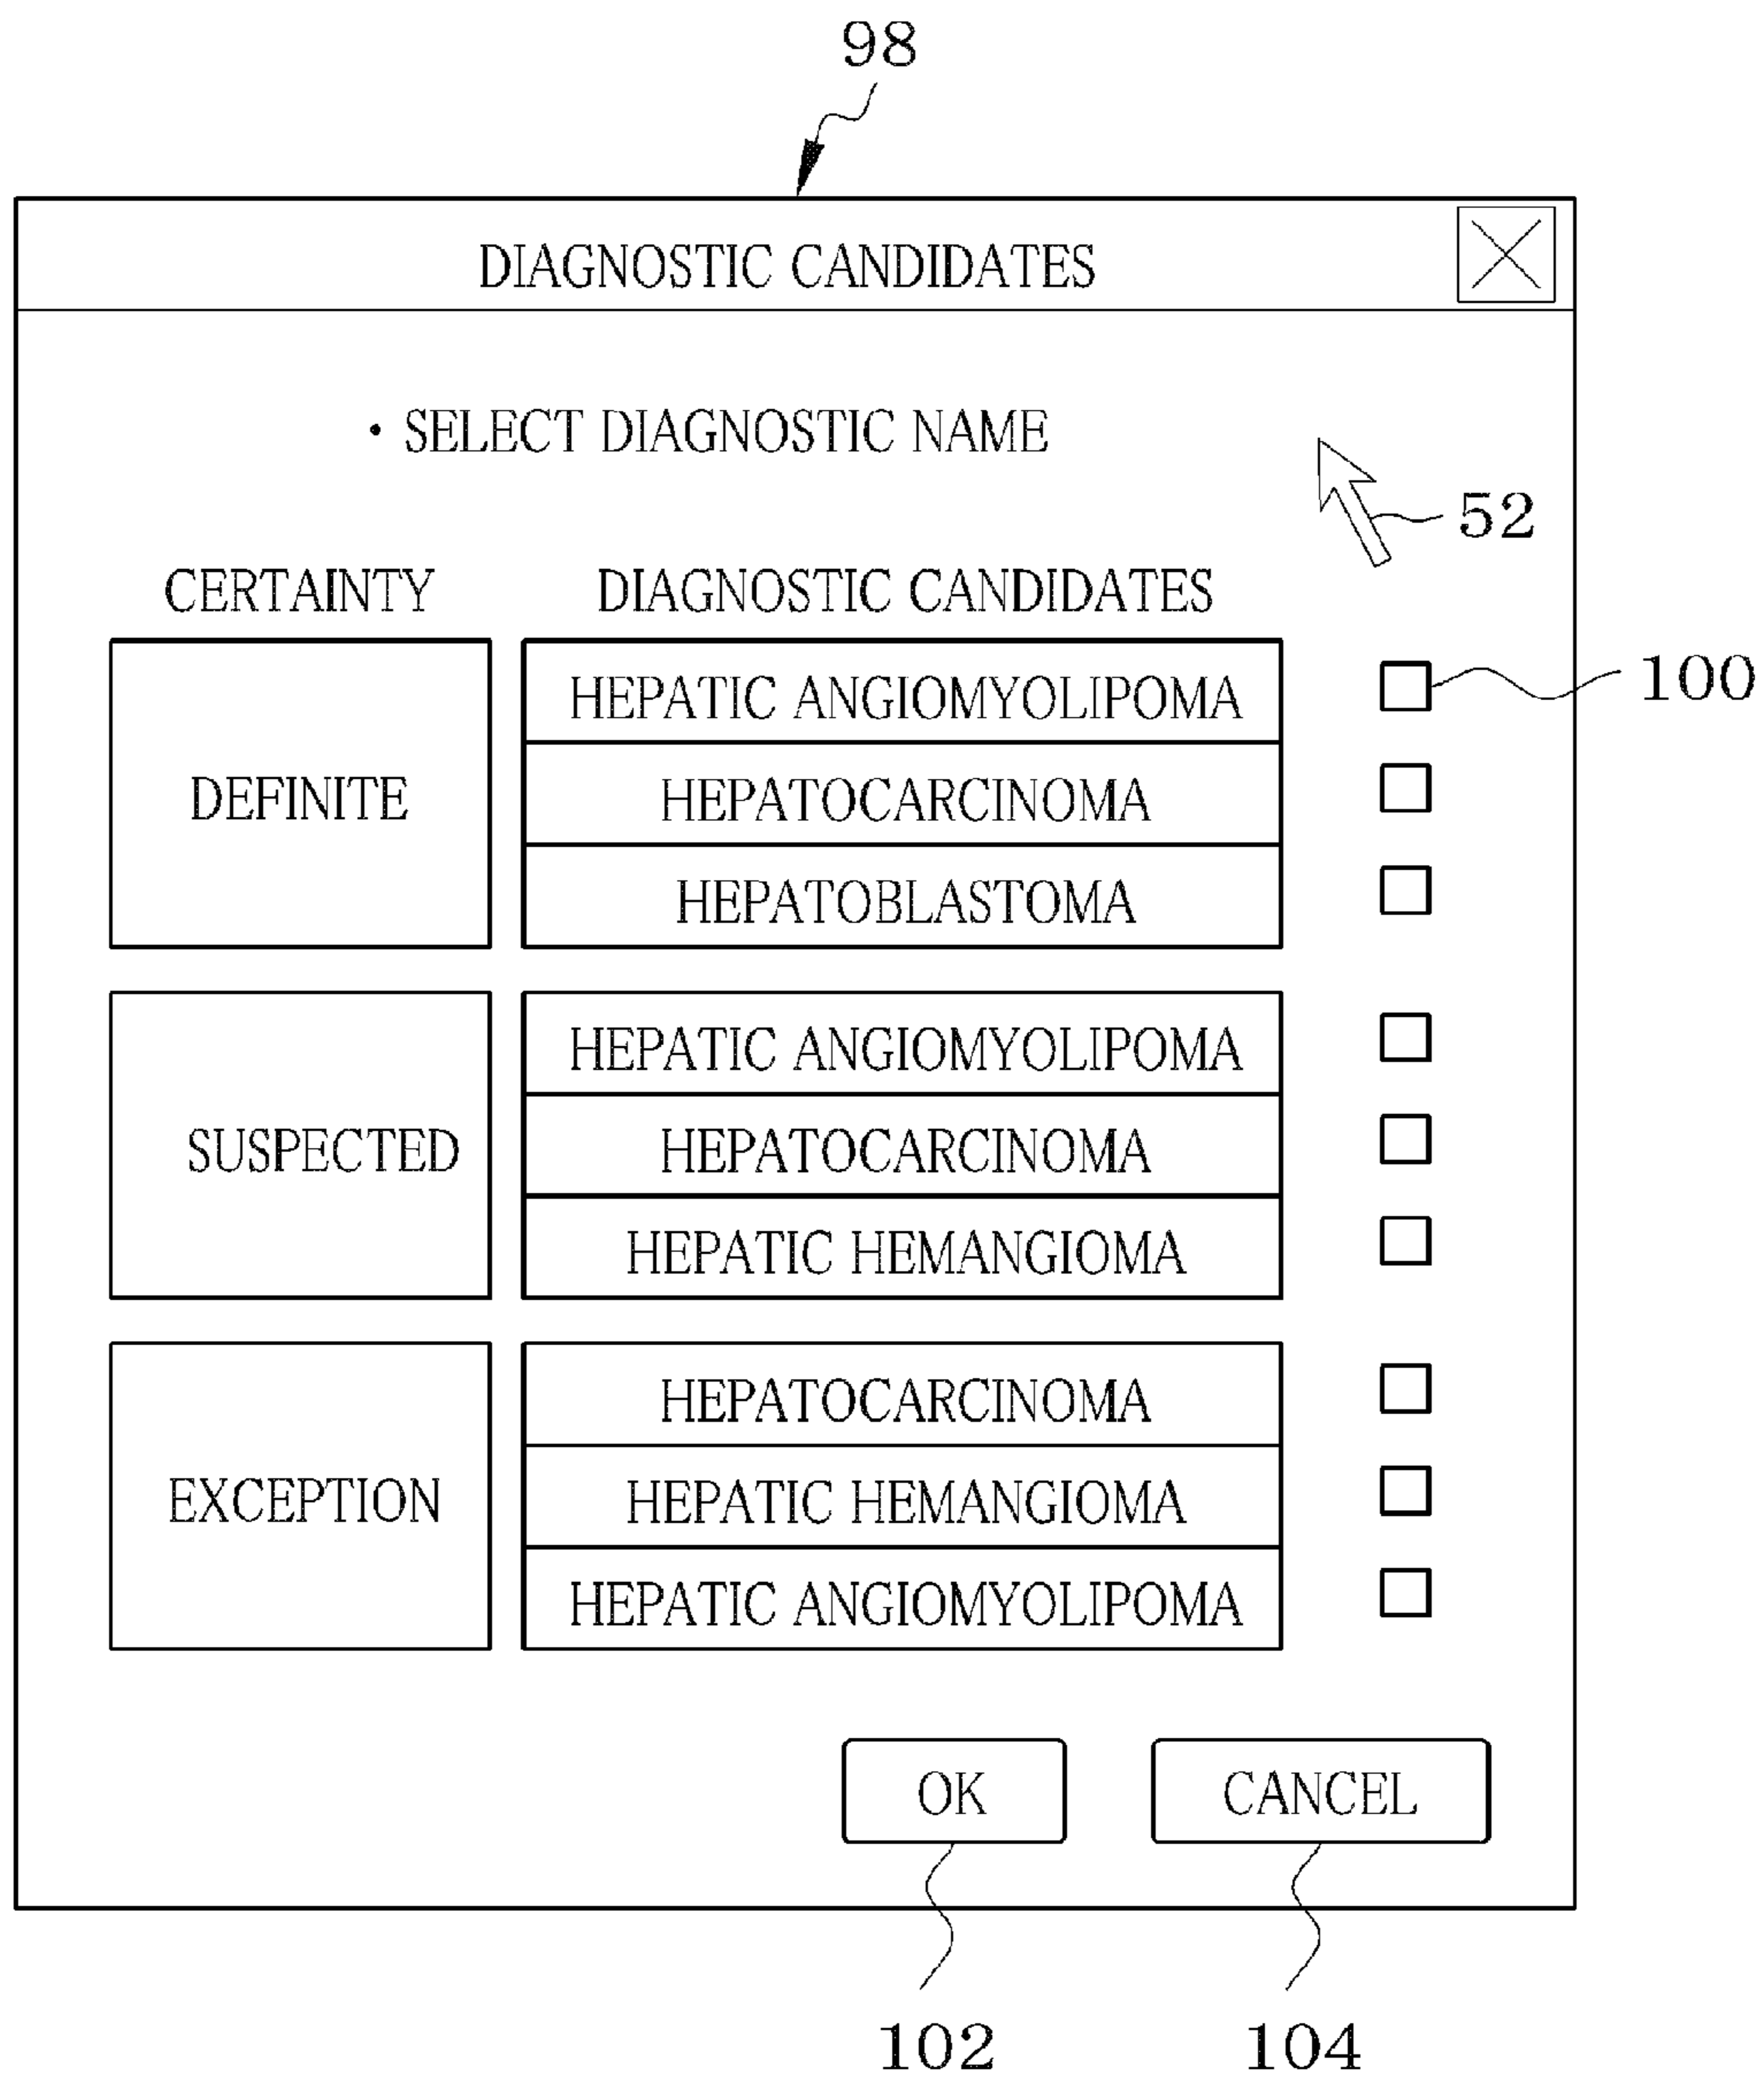 98
DIAGNOSTIC CANDIDATES
• SELECT DIAGNOSTIC NAME
52
CERTAINTY DIAGNOSTIC CANDIDATES
HEPATIC ANGIOMYOLIPOMA
100
DEFINITE
HEPATOCARCINOMA
HEPATOBLASTOMA
HEPATIC ANGIOMYOLIPOMA
SUSPECTED
HEPATOCARCINOMA
HEPATIC HEMANGIOMA
HEPATOCARCINOMA
EXCEPTION
HEPATIC HEMANGIOMA
HEPATIC ANGIOMYOLIPOMA
OK CANCEL
102 104